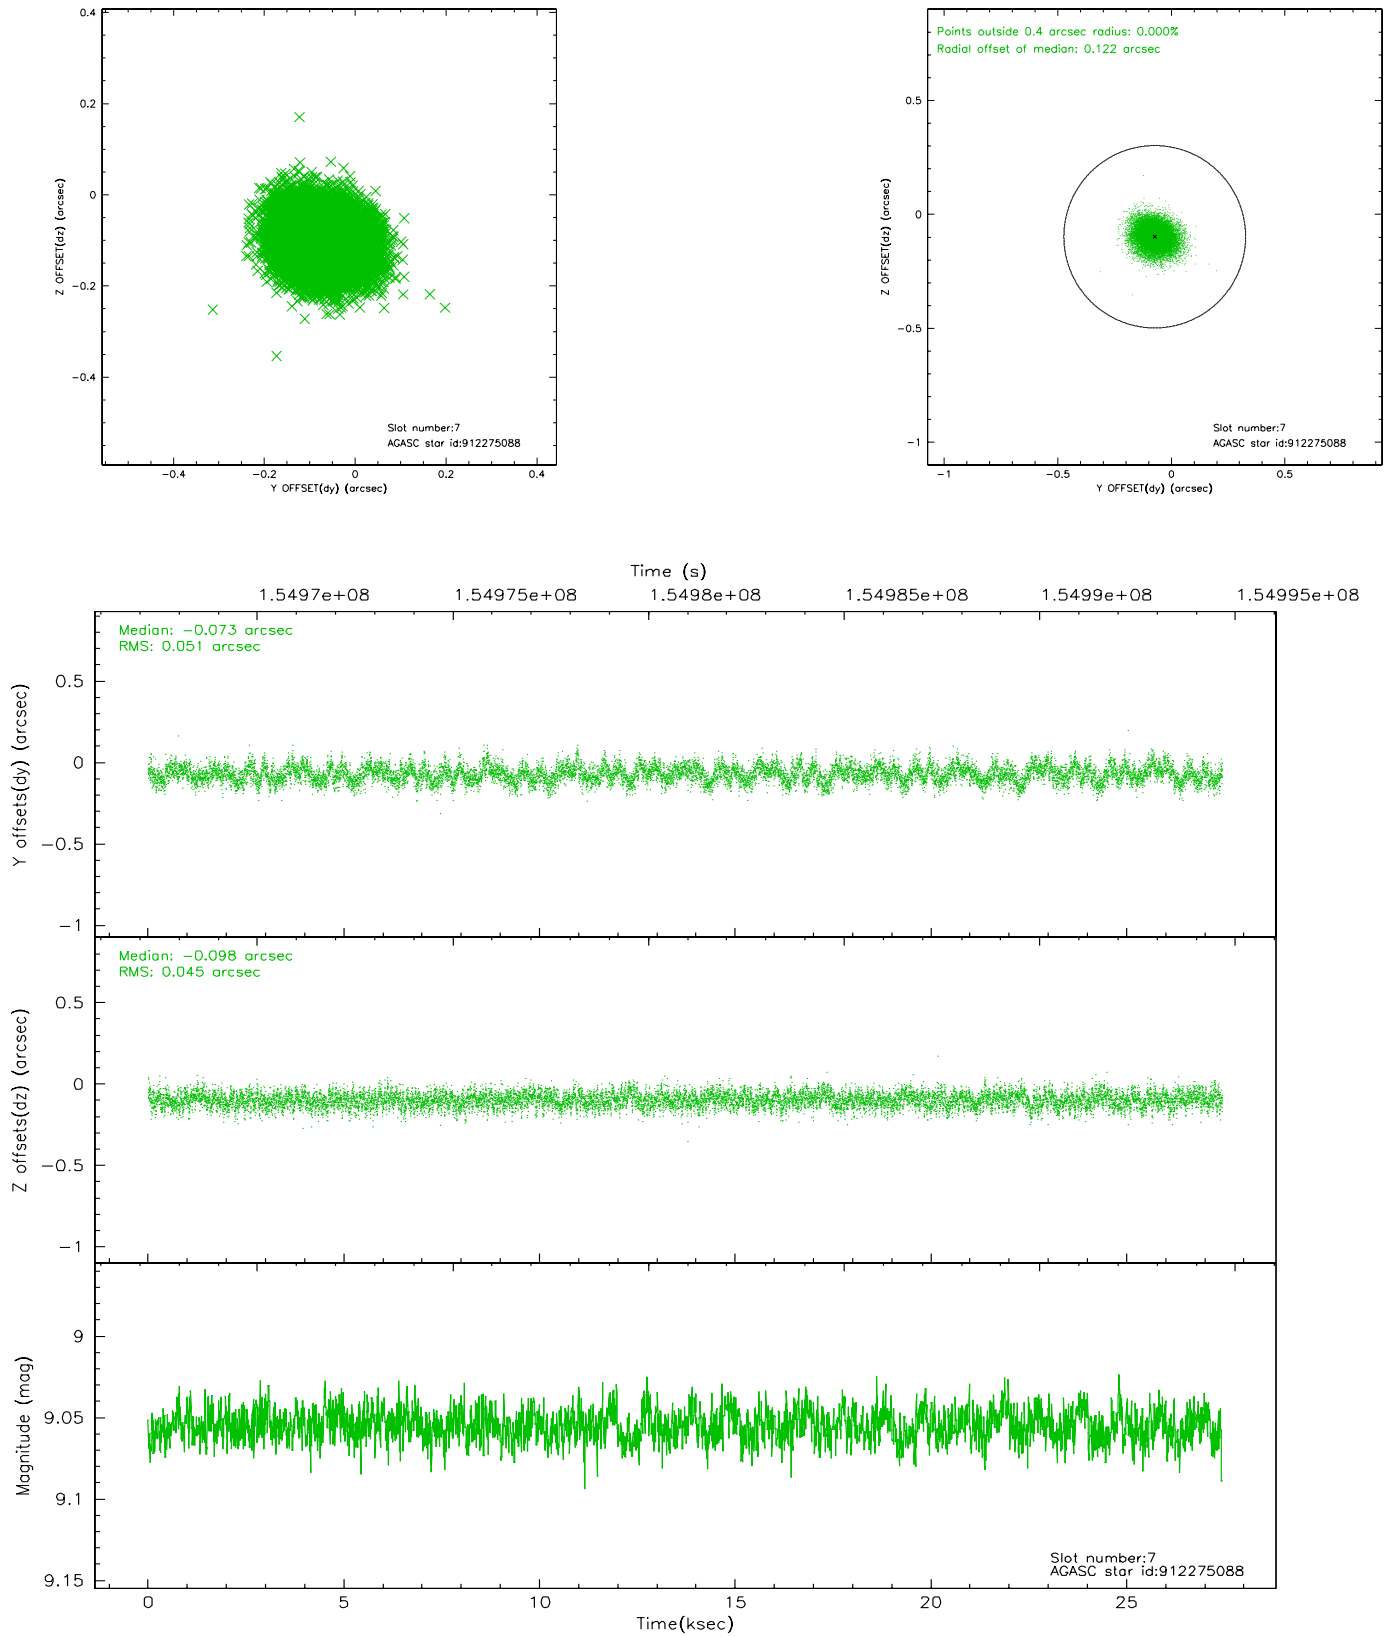 0.4
0.2
0
−0.2
−0.4
Z OFFSET(dz) (arcsec)
Slot number:7
AGASC star id:912275088
−0.4
−0.2
0
0.2
0.4
Y OFFSET(dy) (arcsec)
Points outside 0.4 arcsec radius: 0.000%
Radial offset of median: 0.122 arcsec
0.5
0
−0.5
−1
Z OFFSET(dz) (arcsec)
Slot number:7
AGASC star id:912275088
−1
−0.5
0
0.5
Y OFFSET(dy) (arcsec)
Time (s)
1.5497e+08
1.54975e+08
1.5498e+08
1.54985e+08
1.5499e+08
1.54995e+08
Median: −0.073 arcsec
RMS: 0.051 arcsec
0.5
0
−0.5
−1
Y offsets(dy) (arcsec)
Median: −0.098 arcsec
RMS: 0.045 arcsec
0.5
0
−0.5
−1
Z offsets(dz) (arcsec)
9
9.05
9.1
9.15
Magnitude (mag)
Slot number:7
AGASC star id:912275088
0
5
10
15
20
25
Time(ksec)